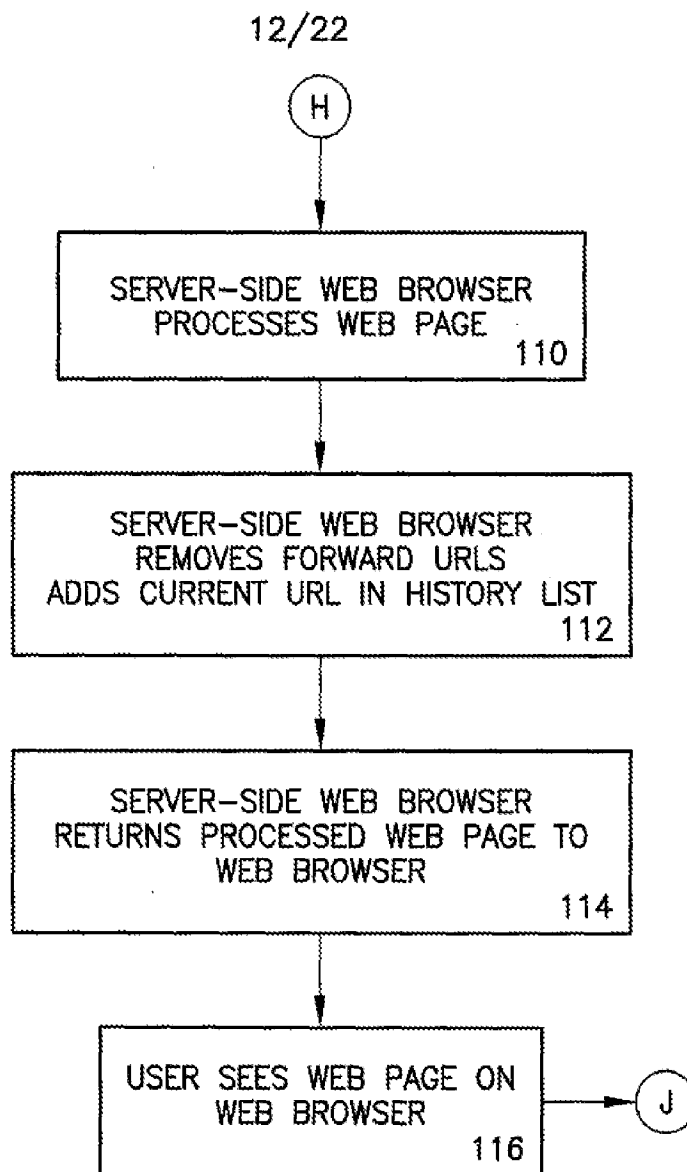 12/22
H
SERVER-SIDE WEB BROWSER
PROCESSES WEB PAGE
110
SERVER-SIDE WEB BROWSER
REMOVES FORWARD URLS
ADDS CURRENT URL IN HISTORY LIST
112
SERVER-SIDE WEB BROWSER
RETURNS PROCESSED WEB PAGE TO
WEB BROWSER
114
USER SEES WEB PAGE ON
WEB BROWSER
116
J